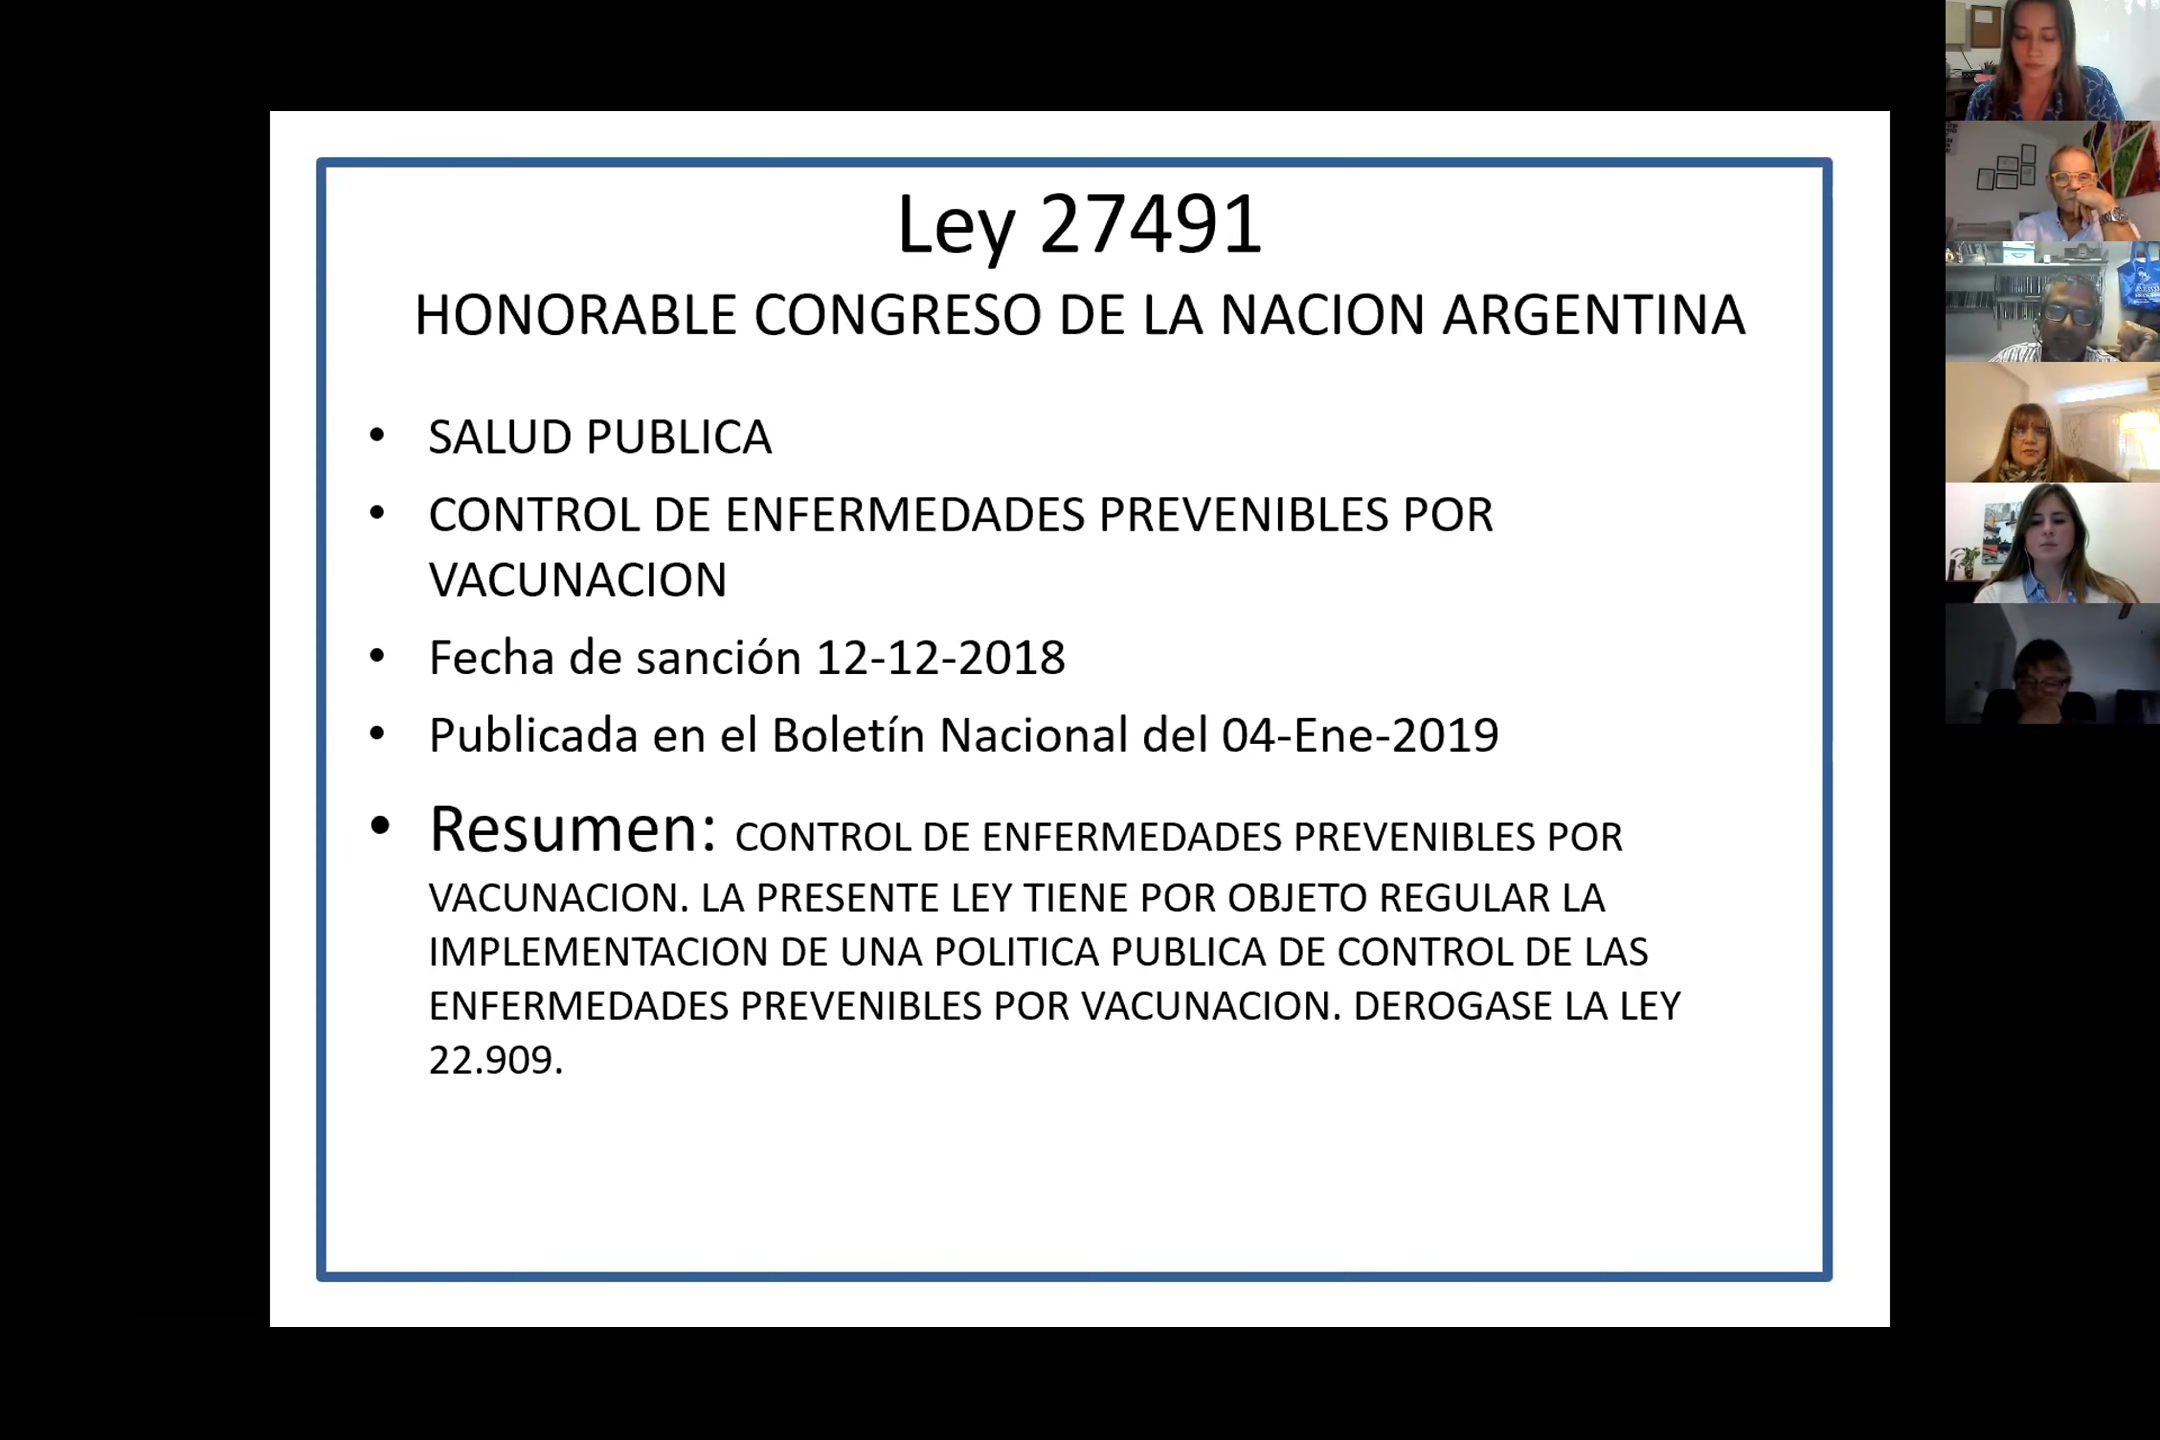 Ley 27491
HONORABLE CONGRESO DE LA NACION ARGENTINA
• SALUD PUBLICA
• CONTROL DE ENFERMEDADES PREVENIBLES POR
VACUNACION
• Fecha de sanción 12-12-2018
• Publicada en el Boletín Nacional del 04-Ene-2019
• Resumen: CONTROL DE ENFERMEDADES PREVENIBLES POR
VACUNACION. LA PRESENTE LEY TIENE POR OBJETO REGULAR LA
IMPLEMENTACION DE UNA POLITICA PUBLICA DE CONTROL DE LAS
ENFERMEDADES PREVENIBLES POR VACUNACION. DEROGASE LA LEY
22.909.